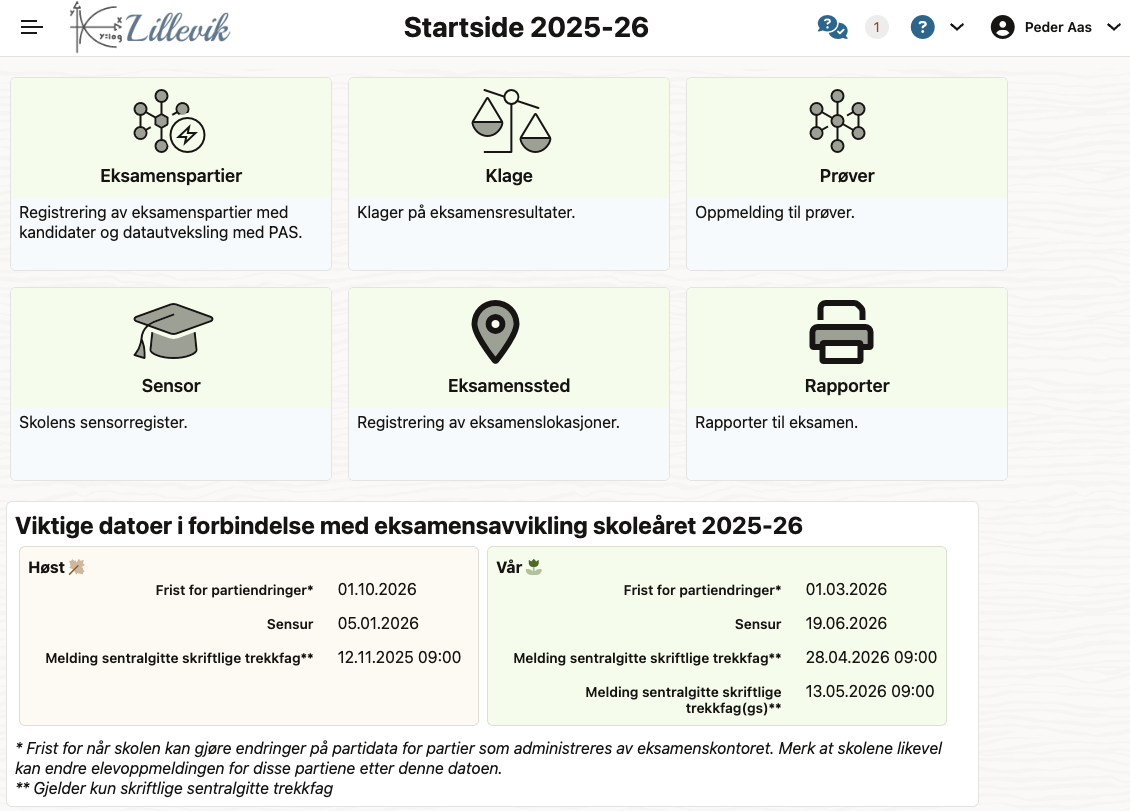 Lillevik
y
x
y=log
Startside 2025-26
1
Peder Aas
Eksamenspartier
Registrering av eksamenspartier med
kandidater og datautveksling med PAS.
Klage
Klager på eksamensresultater.
Prøver
Oppmelding til prøver.
Sensor
Skolens sensorregister.
Eksamenssted
Registrering av eksamenslokasjoner.
Rapporter
Rapporter til eksamen.
Viktige datoer i forbindelse med eksamensavvikling skoleåret 2025-26
Høst
Frist for partiendringer* 01.10.2026
Sensur 05.01.2026
Melding sentralgitte skriftlige trekkfag** 12.11.2025 09:00
Vår
Frist for partiendringer* 01.03.2026
Sensur 19.06.2026
Melding sentralgitte skriftlige trekkfag** 28.04.2026 09:00
Melding sentralgitte skriftlige 13.05.2026 09:00
trekkfag(gs)**
* Frist for når skolen kan gjøre endringer på partidata for partier som administreres av eksamenskontoret. Merk at skolene likevel
kan endre elevoppmeldingen for disse partiene etter denne datoen.
** Gjelder kun skriftlige sentralgitte trekkfag